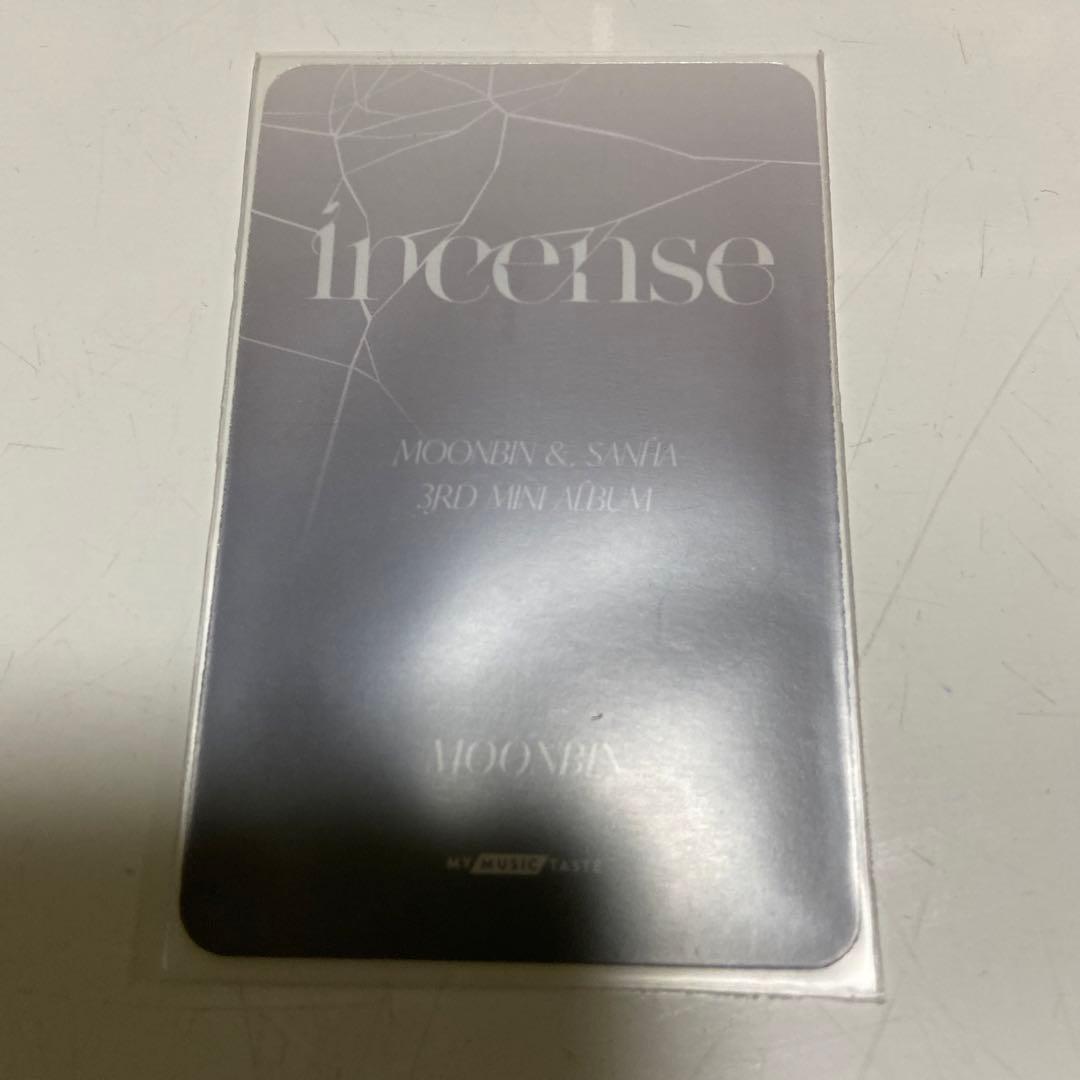 incense
MOONBIN & SANHA
3RD MINI ALBUM
MOONBIN
MY MUSIC TASTE